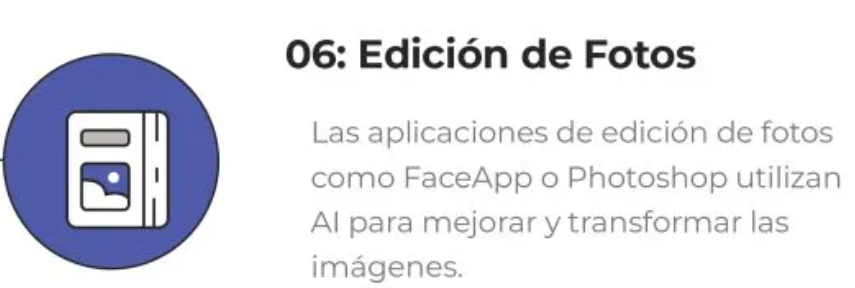 06: Edición de Fotos
Las aplicaciones de edición de fotos
como FaceApp o Photoshop utilizan
AI para mejorar y transformar las
imágenes.